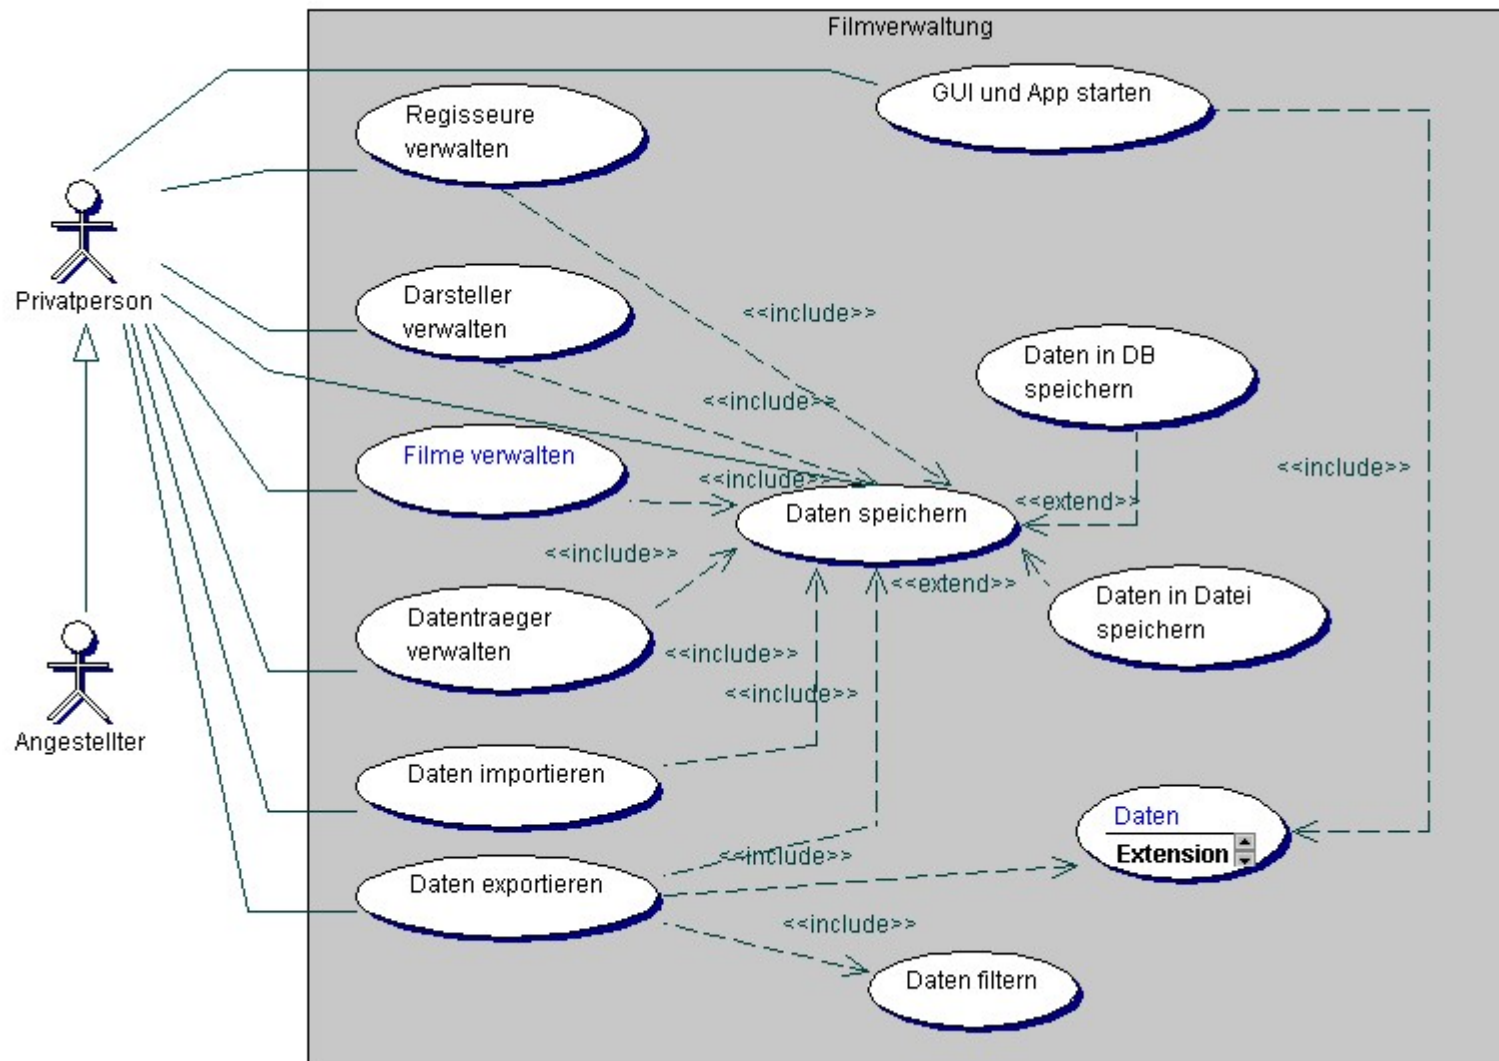 Filmverwaltung
GUI und App starten
Regisseure
verwalten
Privatperson
Darsteller
verwalten
<<include>>
Daten in DB
speichern
<<include>>
Filme verwalten
<<include>>
<<include>>
Daten speichern
<<extend>>
<<include>>
<<extend>>
Daten in Datei
speichern
Datentraeger
verwalten
<<include>>
<<include>>
Angestellter
Daten importieren
Daten
Extension
<<include>>
Daten exportieren
<<include>>
Daten filtern